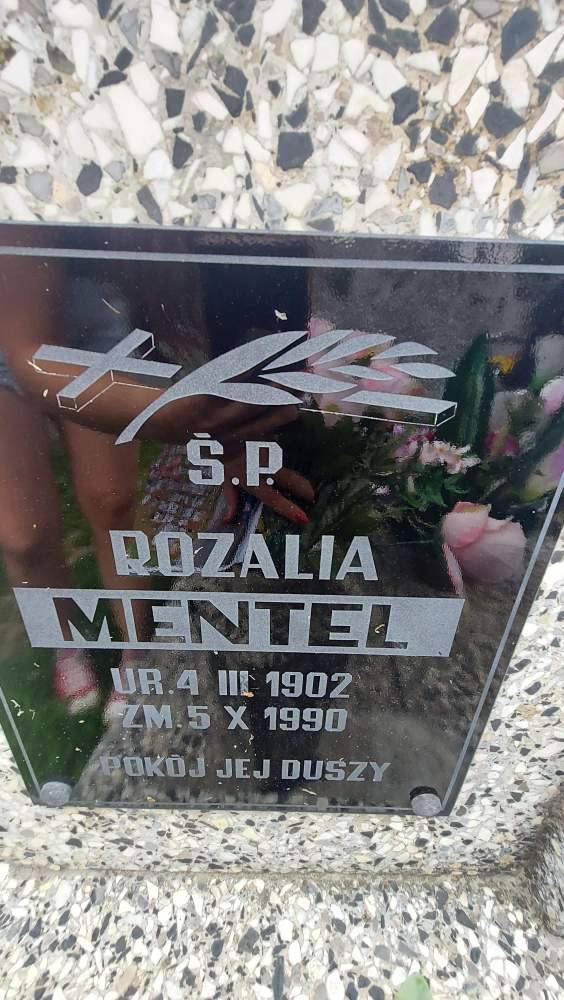 Ś.P.
ROZALIA
MENTEL
UR. 4 III 1902
ZM. 5 X 1990
POKÓJ JEJ DUSZY